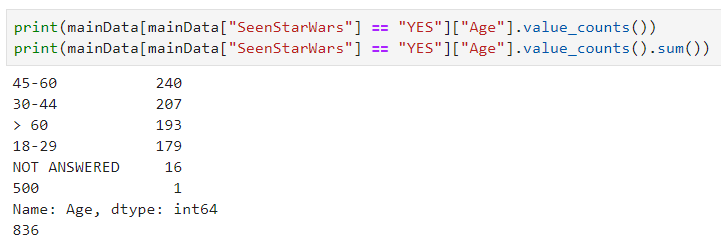 print(mainData[mainData["SeenStarWars"] == "YES"]["Age"].value_counts())
print(mainData[mainData["SeenStarWars"] == "YES"]["Age"].value_counts().sum())
45-60 240
30-44 207
> 60 193
18-29 179
NOT ANSWERED 16
500 1
Name: Age, dtype: int64
836